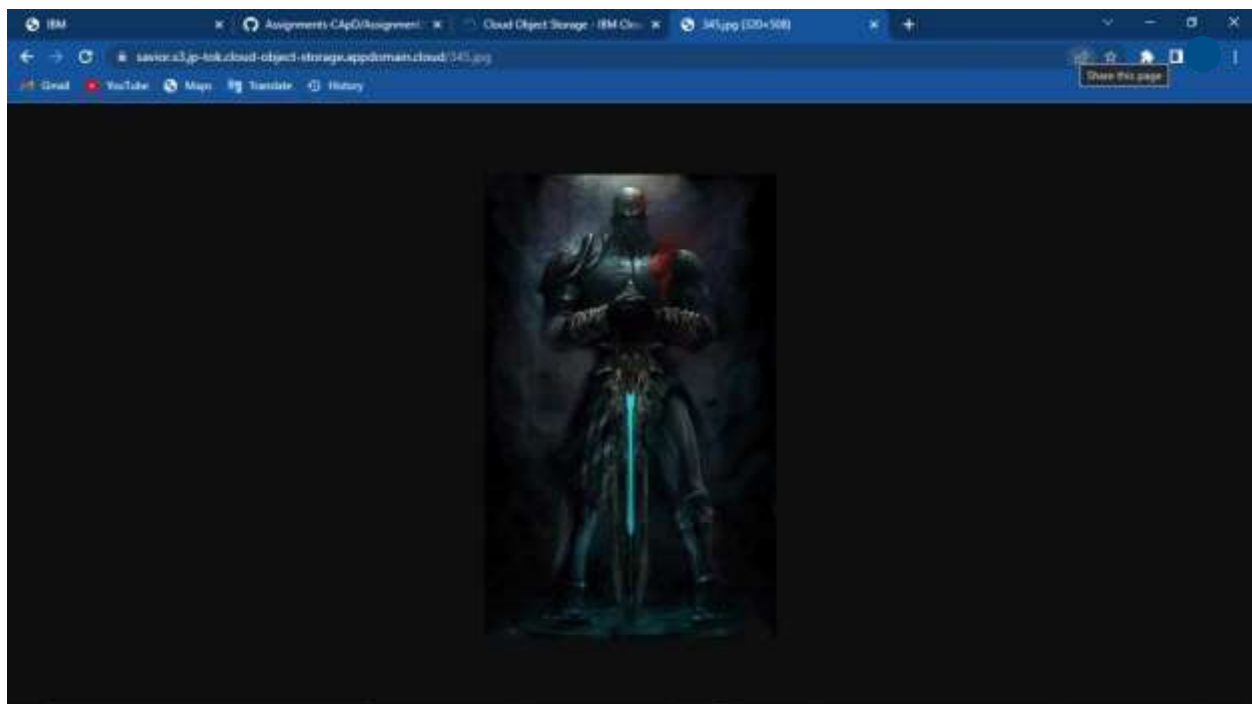 IBM
Assignments-CApD/Assignment
Cloud Object Storage - IBM Clou
345.jpg (320×508)
savior.s3.jp-tok.cloud-object-storage.appdomain.cloud/345.jpg
Share this page
Gmail
YouTube
Maps
Translate
History